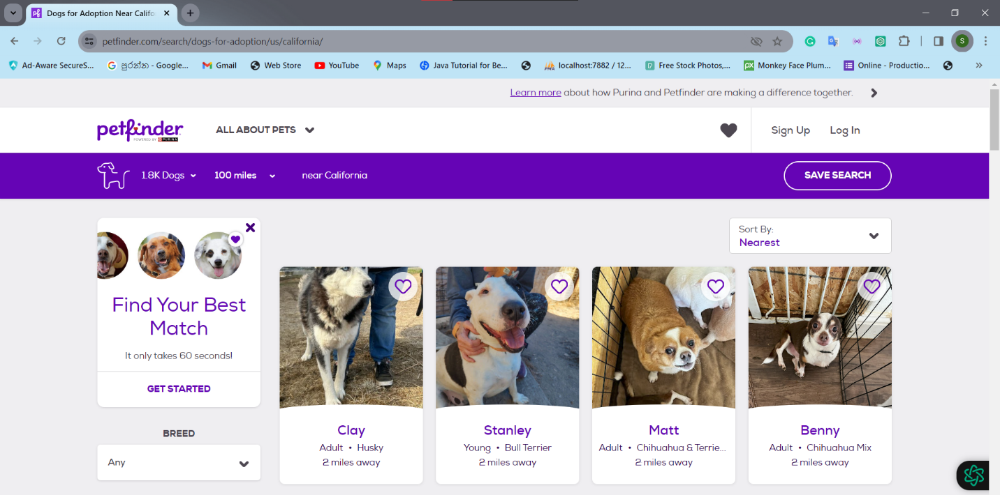 Dogs for Adoption Near Califo
petfinder.com/search/dogs-for-adoption/us/california/
S
Ad-Aware SecureS...
පුරන්න - Google...
Gmail
Web Store
YouTube
Maps
Java Tutorial for Be...
localhost:7882 / 12...
Free Stock Photos,...
Monkey Face Plum...
Online - Productio...
Learn more about how Purina and Petfinder are making a difference together.
petfinder
POWERED BY PURINA
ALL ABOUT PETS
Sign Up
Log In
1.8K Dogs
100 miles
near California
SAVE SEARCH
Sort By:
Nearest
Find Your Best
Match
It only takes 60 seconds!
GET STARTED
BREED
Any
Clay
Adult • Husky
2 miles away
Stanley
Young • Bull Terrier
2 miles away
Matt
Adult • Chihuahua & Terrie...
2 miles away
Benny
Adult • Chihuahua Mix
2 miles away